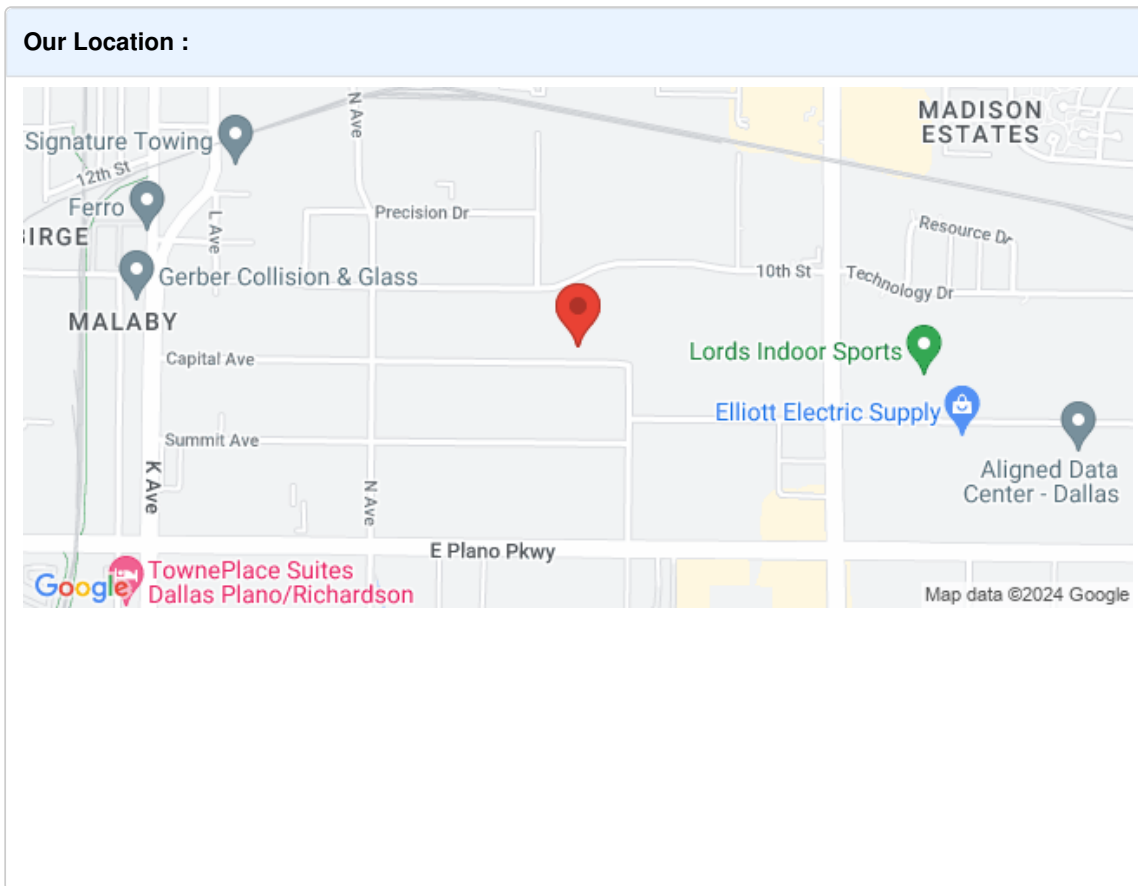 Our Location :
N Ave
MADISON
ESTATES
Signature Towing
12th St
Ferro
L Ave
Precision Dr
Resource Dr
BIRGE
Gerber Collision & Glass
10th St
Technology Dr
MALABY
Capital Ave
Lords Indoor Sports
Elliott Electric Supply
Summit Ave
K Ave
N Ave
Aligned Data
Center - Dallas
E Plano Pkwy
Google
TownePlace Suites
Dallas Plano/Richardson
Map data ©2024 Google